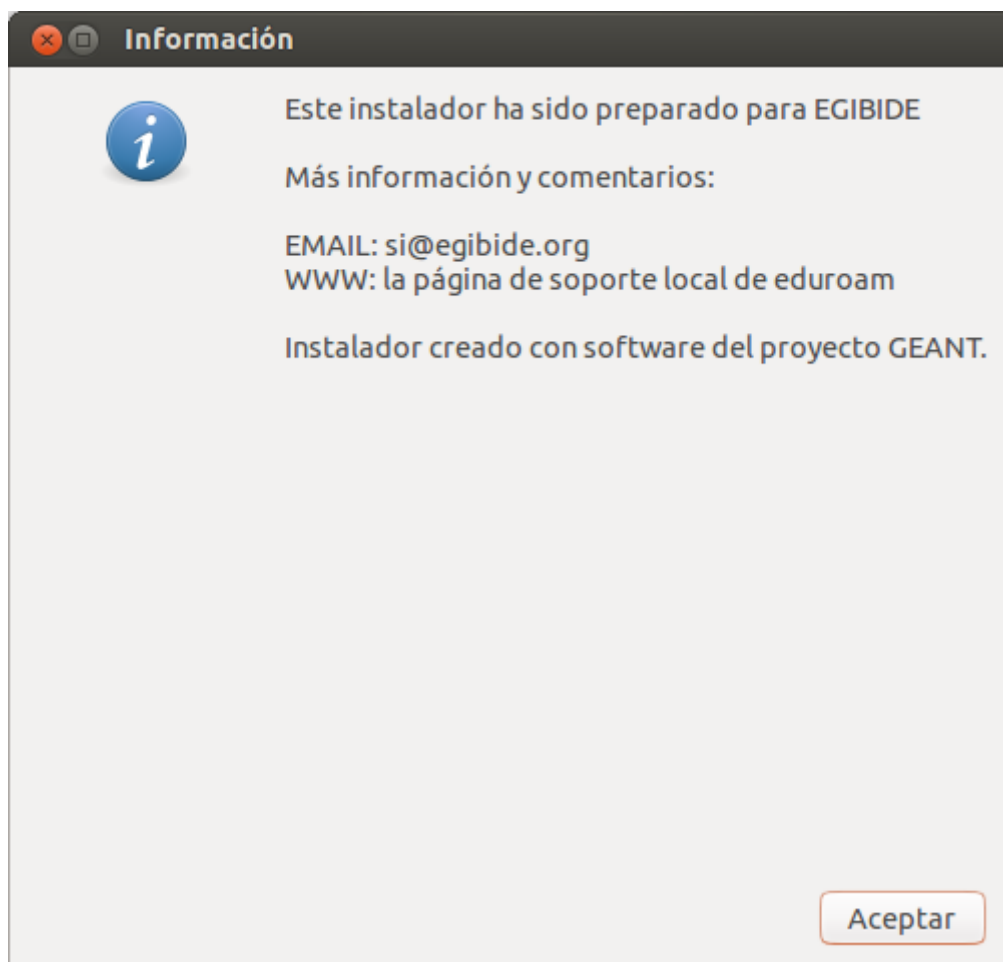 Información
Este instalador ha sido preparado para EGIBIDE
Más información y comentarios:
EMAIL: si@egibide.org
WWW: la página de soporte local de eduroam
Instalador creado con software del proyecto GEANT.
Aceptar